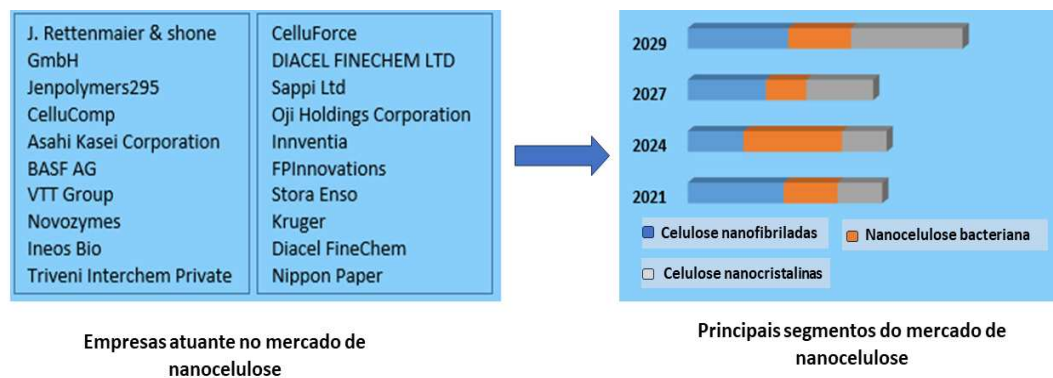 J. Rettenmaier & shone
GmbH
Jenpolymers295
CelluComp
Asahi Kasei Corporation
BASF AG
VTT Group
Novozymes
Ineos Bio
Triveni Interchem Private
CelluForce
DIACEL FINECHEM LTD
Sappi Ltd
Oji Holdings Corporation
Innventia
FPInnovations
Stora Enso
Kruger
Diacel FineChem
Nippon Paper
Empresas atuante no mercado de
nanocelulose
2029
2027
2024
2021
Celulose nanofibriladas
Nanocelulose bacteriana
Celulose nanocristalinas
Principais segmentos do mercado de
nanocelulose